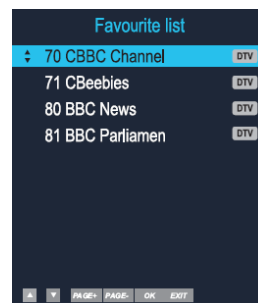 Favourite list
70 CBBC Channel DTV
71 CBeebies DTV
80 BBC News DTV
81 BBC Parliamen DTV
PAGE+ PAGE- OK EXIT